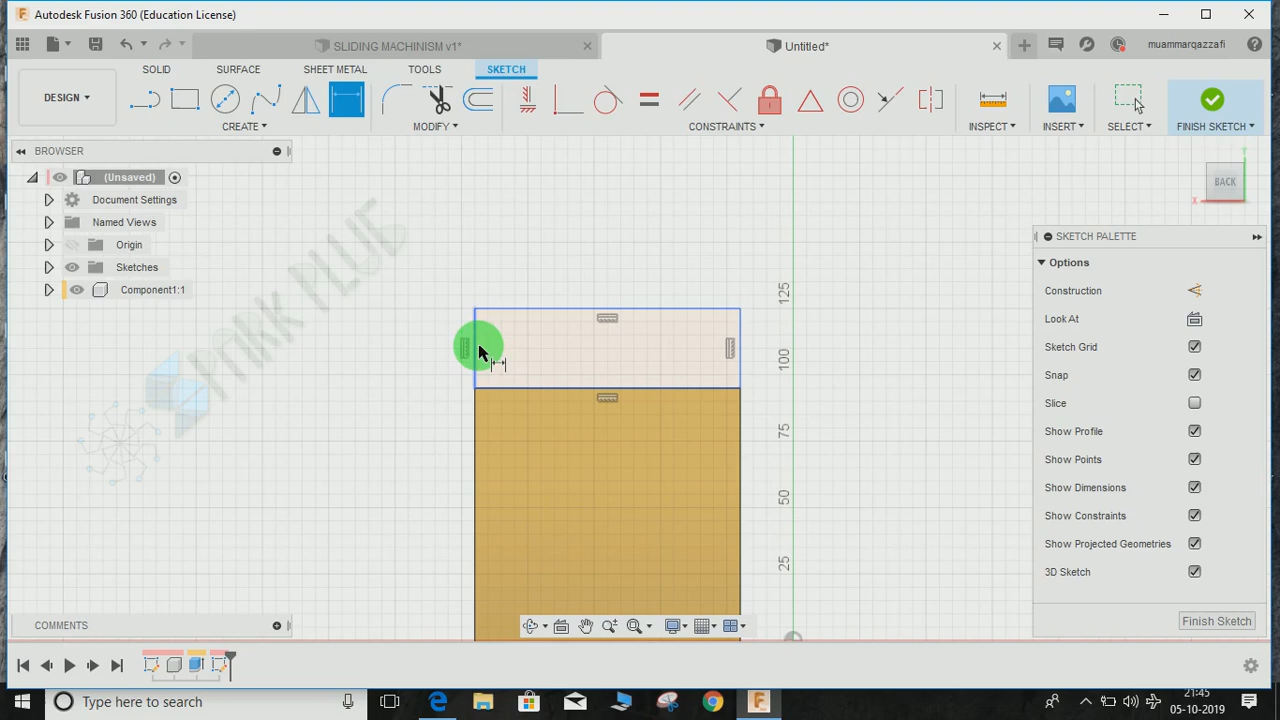 Autodesk Fusion 360 (Education License)
SLIDING MACHINISM v1*
Untitled*
muammarqazzafi
DESIGN
SOLID
SURFACE
SHEET METAL
TOOLS
SKETCH
CREATE
MODIFY
CONSTRAINTS
INSPECT
INSERT
SELECT
FINISH SKETCH
BROWSER
(Unsaved)
Document Settings
Named Views
Origin
Sketches
Component1:1
SPARK PLUG
125
100
75
50
25
BACK
X
Y
SKETCH PALETTE
Options
Construction
Look At
Sketch Grid
Snap
Slice
Show Profile
Show Points
Show Dimensions
Show Constraints
Show Projected Geometries
3D Sketch
Finish Sketch
COMMENTS
Type here to search
21:45
05-10-2019